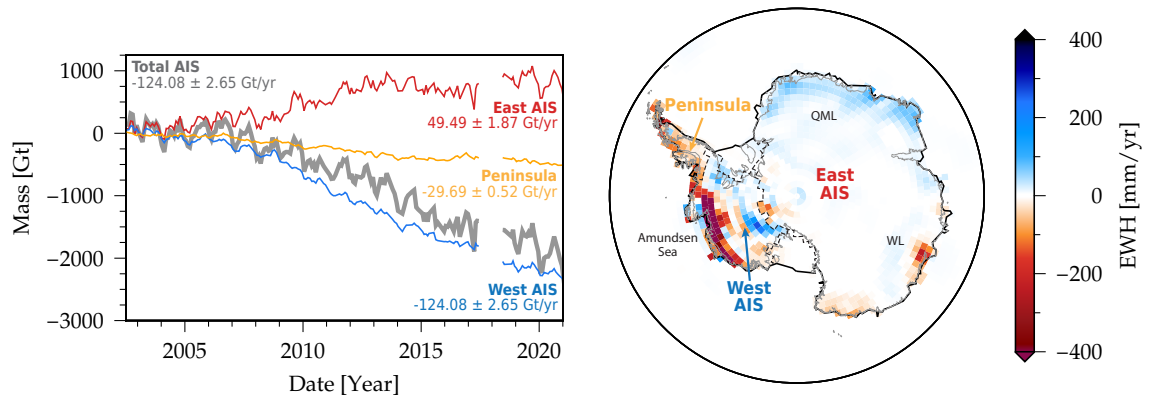 1000
0
−1000
−2000
−3000
Mass [Gt]
2005
2010
2015
2020
Date [Year]
Total AIS
-124.08 ± 2.65 Gt/yr
East AIS
49.49 ± 1.87 Gt/yr
Peninsula
-29.69 ± 0.52 Gt/yr
West AIS
-124.08 ± 2.65 Gt/yr
Peninsula
QML
East
AIS
Amundsen
Sea
WL
West
AIS
400
200
0
−200
−400
EWH [mm/yr]